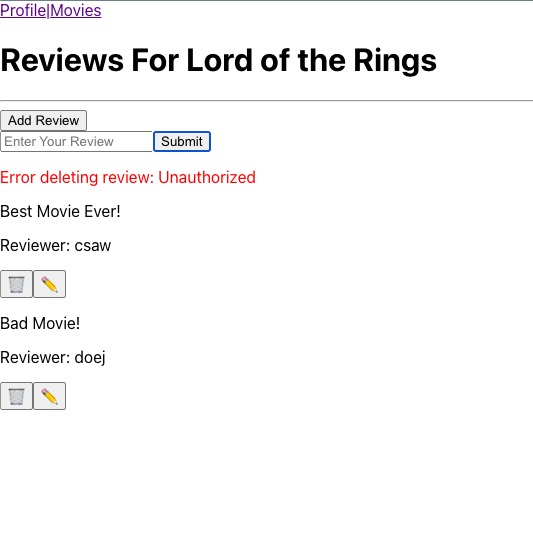 Profile|Movies
Reviews For Lord of the Rings
Add Review
Enter Your Review Submit
Error deleting review: Unauthorized
Best Movie Ever!
Reviewer: csaw
Bad Movie!
Reviewer: doej